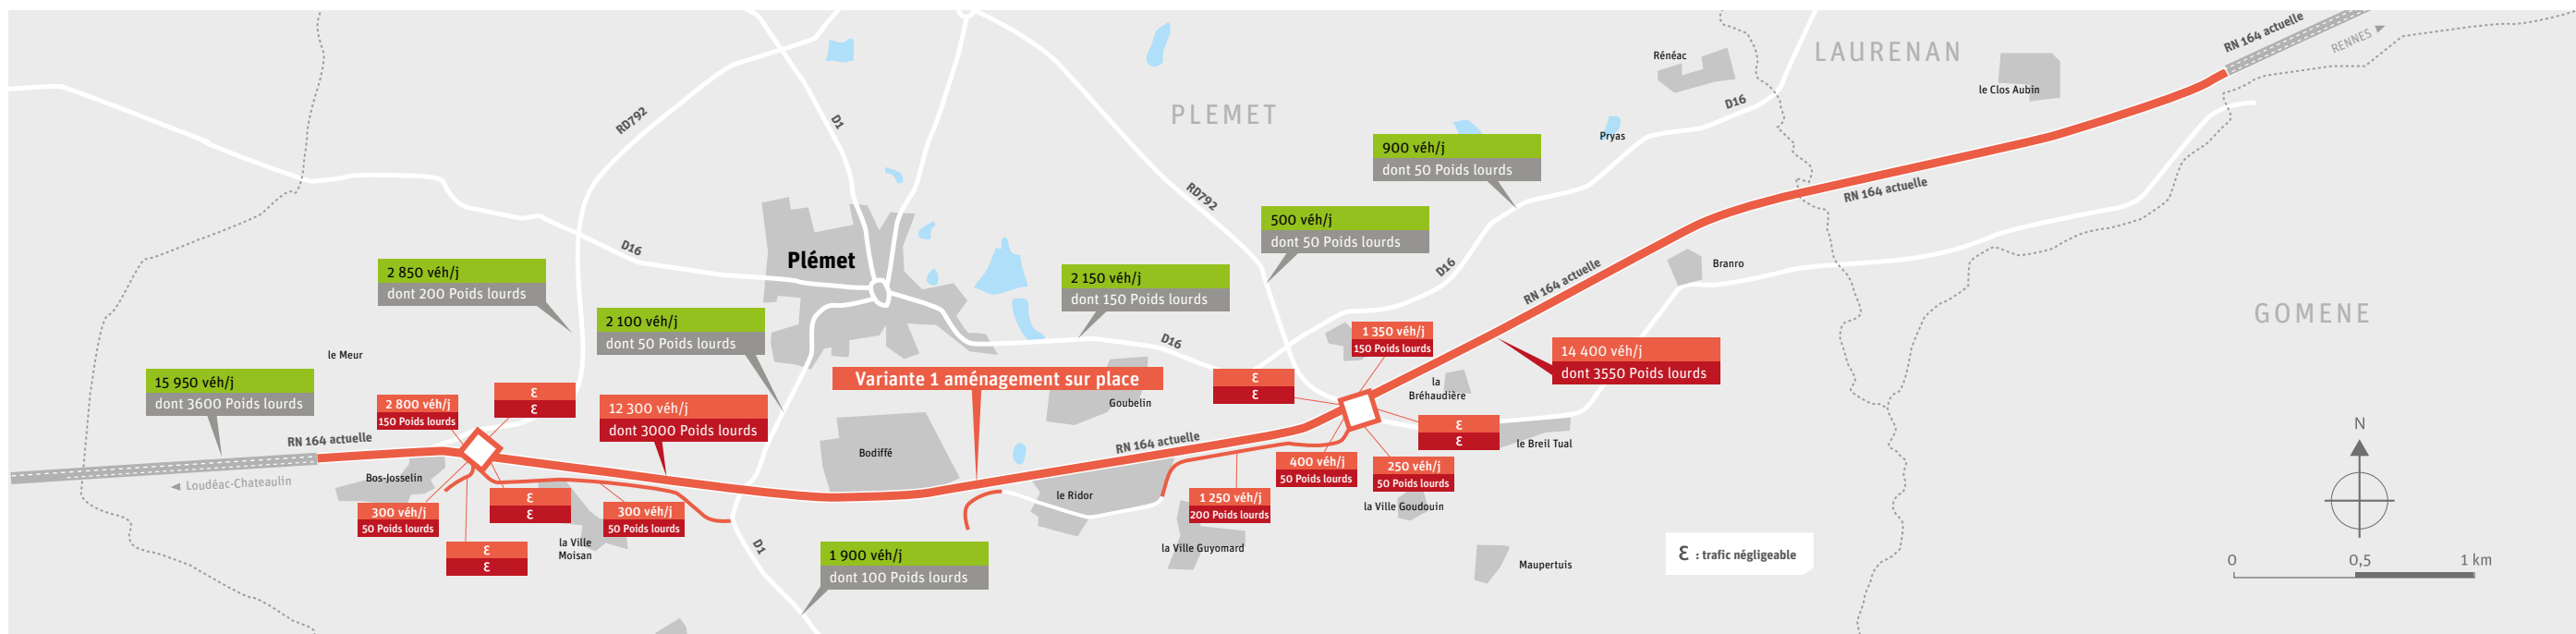 RN 164 actuelle
RENNES
LAURENAN
Rénéac
le Clos Aubin
PLEMET
D16
RD792
D1
Pryas
900 véh/j
dont 50 Poids lourds
RN 164 actuelle
RD792
500 véh/j
dont 50 Poids lourds
D16
Plémet
2 850 véh/j
dont 200 Poids lourds
2 150 véh/j
dont 150 Poids lourds
D16
RN 164 actuelle
Branro
GOMENE
2 100 véh/j
dont 50 Poids lourds
D16
1 350 véh/j
150 Poids lourds
14 400 véh/j
dont 3550 Poids lourds
le Meur
15 950 véh/j
dont 3600 Poids lourds
2 800 véh/j
150 Poids lourds
ε
ε
12 300 véh/j
dont 3000 Poids lourds
Variante 1 aménagement sur place
Goubelin
ε
ε
la
Bréhaudière
ε
ε
le Breil Tual
RN 164 actuelle
Loudéac-Chateaulin
Bos-Josselin
Bodiffé
RN 164 actuelle
400 véh/j
50 Poids lourds
250 véh/j
50 Poids lourds
la Ville Goudouin
300 véh/j
50 Poids lourds
ε
ε
300 véh/j
50 Poids lourds
le Ridor
1 250 véh/j
200 Poids lourds
ε
ε
la Ville
Moisan
D1
1 900 véh/j
dont 100 Poids lourds
la Ville Guyomard
Maupertuis
ε : trafic négligeable
N
0 0,5 1 km